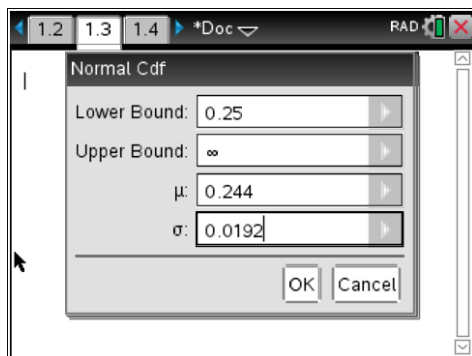 1.2 1.3 1.4 *Doc RAD
Normal Cdf
Lower Bound: 0.25
Upper Bound: ∞
μ: 0.244
σ: 0.0192
OK Cancel